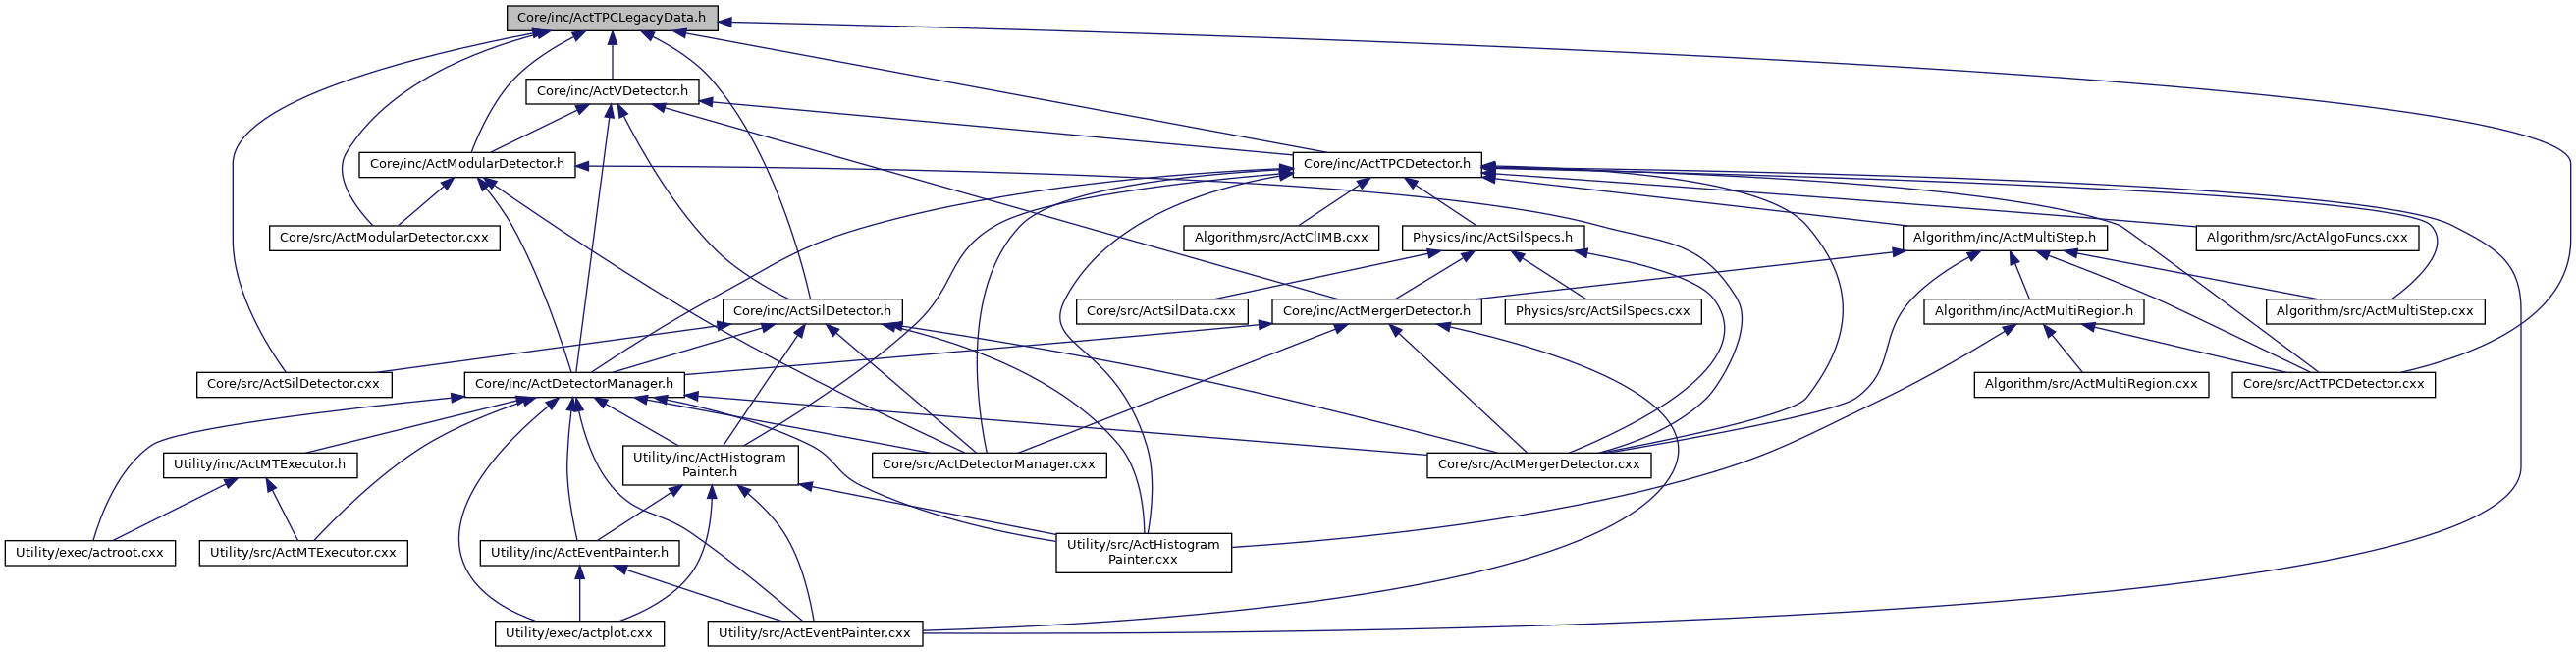 Core/inc/ActTPCLegacyData.h
Core/inc/ActVDetector.h
Core/inc/ActModularDetector.h
Core/inc/ActTPCDetector.h
Core/src/ActModularDetector.cxx
Algorithm/src/ActClIMB.cxx
Physics/inc/ActSilSpecs.h
Algorithm/inc/ActMultiStep.h
Algorithm/src/ActAlgoFuncs.cxx
Core/inc/ActSilDetector.h
Core/src/ActSilData.cxx
Core/inc/ActMergerDetector.h
Physics/src/ActSilSpecs.cxx
Algorithm/inc/ActMultiRegion.h
Algorithm/src/ActMultiStep.cxx
Core/src/ActSilDetector.cxx
Core/inc/ActDetectorManager.h
Algorithm/src/ActMultiRegion.cxx
Core/src/ActTPCDetector.cxx
Utility/inc/ActMTExecutor.h
Utility/inc/ActHistogram
Painter.h
Core/src/ActDetectorManager.cxx
Core/src/ActMergerDetector.cxx
Utility/exec/actroot.cxx
Utility/src/ActMTExecutor.cxx
Utility/inc/ActEventPainter.h
Utility/src/ActHistogram
Painter.cxx
Utility/exec/actplot.cxx
Utility/src/ActEventPainter.cxx